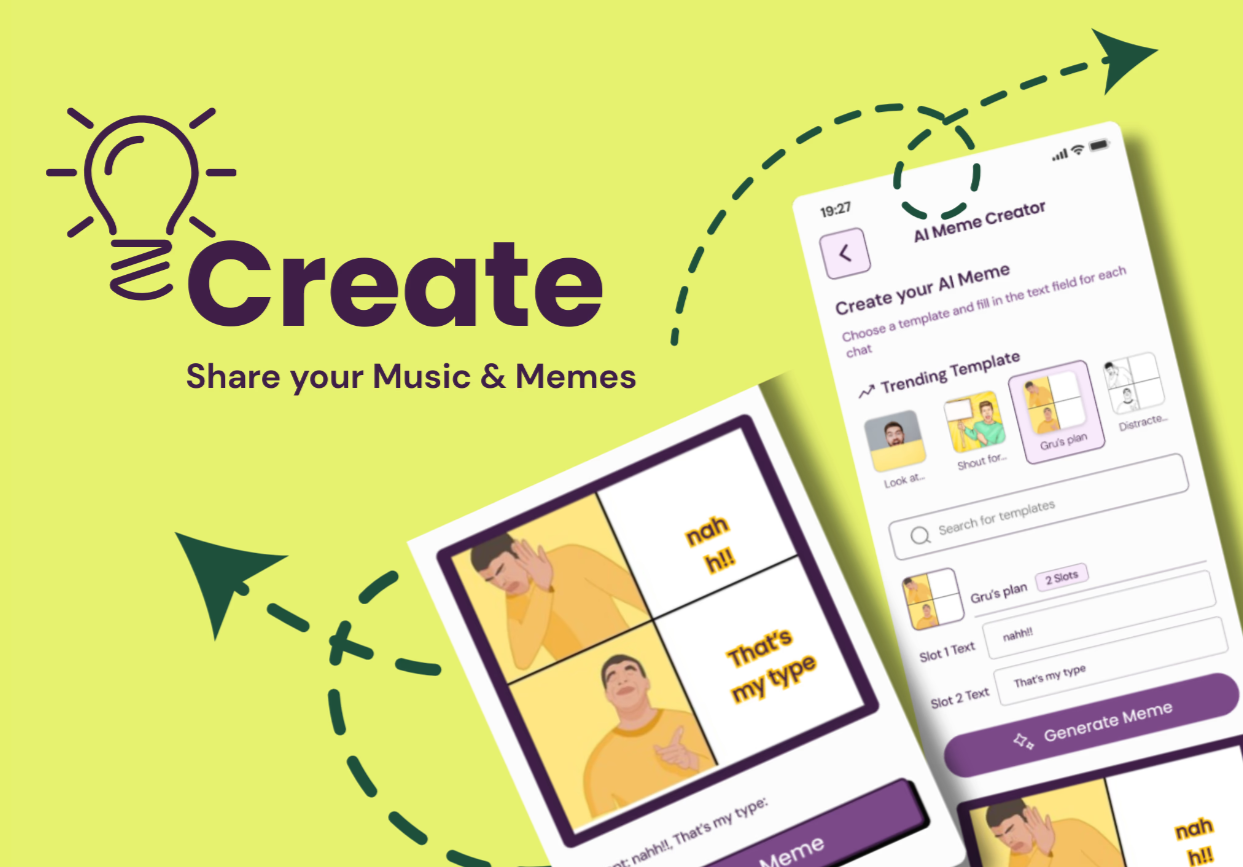 Create
Share your Music & Memes
19:27
AI Meme Creator
Create your AI Meme
Choose a template and fill in the text field for each
chat
Trending Template
Look at...
Shout for...
Gru's plan
Distracte...
Search for templates
Gru's plan
2 Slots
Slot 1 Text
nahh!!
Slot 2 Text
That's my type
Generate Meme
nah
h!!
nah
h!!
That's
my type
nahh!!, That's my type:
Meme